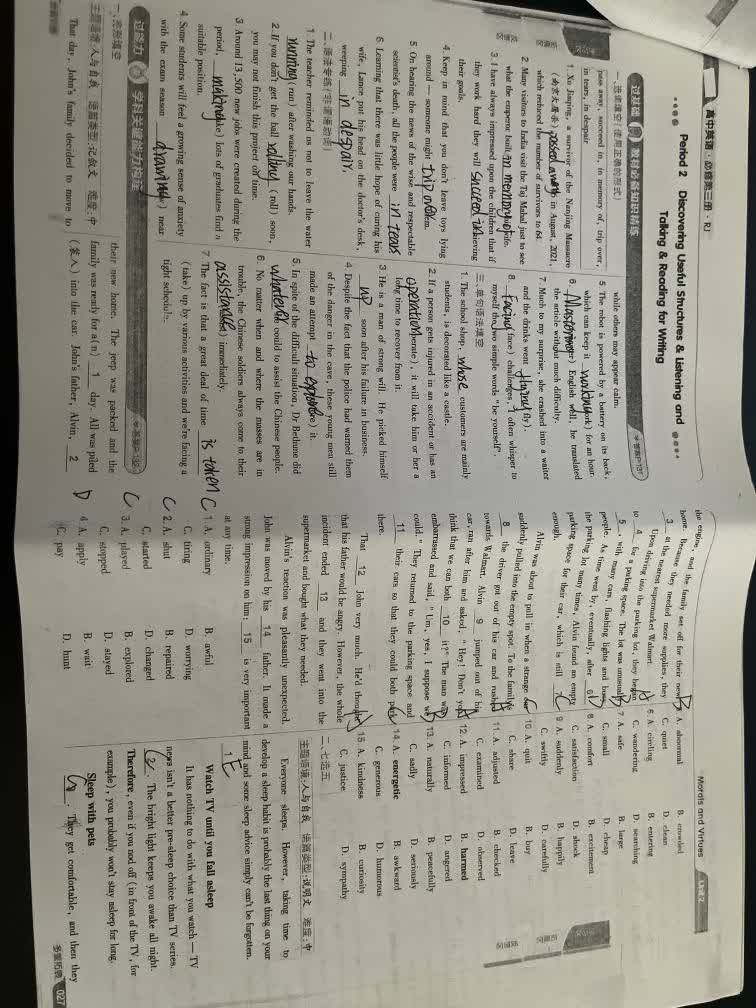 高中英语·必修第三册·RJ
Period 2 Discovering Useful Structures & Listening and
Talking & Reading for Writing
过基础 教材必备知识精练
pass away, succeed in, in memory of, trip over,
in tears, in despair
一、选词填空(使用正确的形式)
1. Xia Jinqing, a survivor of the Nanjing Massacre
(南京大屠杀) passed away in August, 2021,
which reduced the number of survivors to 64.
2. Many visitors to India visit the Taj Mahal just to see
what the emperor built in memory of his wife.
3. I have always impressed upon the children that if
they work hard they will succeed in achieving
their goals.
4. Keep in mind that you don't leave toys lying
around — someone might trip over them.
5. On hearing the news of the wise and respectable
scientist's death, all the people were in tears.
6. Learning that there was little hope of curing his
wife, Lance put his head on the doctor's desk,
weeping in despair.
二、语法专练(非谓语动词)
1. The teacher reminded us not to leave the water
running (run) after washing our hands.
2. If you don't get the ball rolling (roll) soon,
you may not finish this project on time.
3. Around 13,500 new jobs were created during the
period, making (make) lots of graduates find a
suitable position.
4. Some students will feel a growing sense of anxiety
with the exam season drawing near
while others may appear calm.
5. The robot is powered by a battery on its back,
which can keep it working (work) for an hour.
6. English well, he translated
the article without much difficulty.
7. Much to my surprise, she crashed into a waiter
and the drinks went flying (fly).
8. Facing (face) challenges, I often whisper to
myself the two simple words "be yourself".
三、单句语法填空
1. The school shop, whose customers are mainly
students, is decorated like a castle.
2. If a person gets injured in an accident or has an
operation (operate), it will take him or her a
long time to recover from it.
3. He is a man of strong will. He picked himself
up soon after his failure in business.
4. Despite the fact that the police had warned them
of the danger in the cave, these young men still
made an attempt to explore it.
5. In spite of the difficult situation, Dr Bethune did
whatever he could to assist the Chinese people.
6. No matter when and where the masses are in
trouble, the Chinese soldiers always come to their
assistance immediately.
7. The fact is that a great deal of time is taken
(take) up by various activities and we're facing a
tight schedule.
过能力 学科关键能力构建
一、完形填空
主题语境:人与自我 语篇类型:记叙文 难度:中
That day, John's family decided to move to
their new home. The jeep was packed and the
family was ready for a(n) 1 day. All was piled
(装入) into the car. John's father, Alvin, 2
Morals and Virtues Unit 2
the engine, and the family set off for their new
home. Because they needed more supplies, they
3 at the nearest supermarket Walmart.
Upon driving into the parking lot, they began
to 4 for a parking space. The lot was unusually
5 with many cars, flashing lights and busy
people. As time went by, eventually, after 6
the parking lot many times, Alvin found an empty
parking space for their car, which is still 7
enough.
Alvin was about to pull in when a strange car
suddenly pulled into the empty spot. To the family's
8 the driver got out of his car and rushed
towards Walmart. Alvin 9 jumped out of his
car, ran after him and asked, "Hey! Don't you
think that we can both 10 it?" The man was
embarrassed and said, "Um, yes, I suppose we
could." They returned to the parking space and
11 their cars so that they could both park
there.
That 12 John very much. He'd thought
that his father would be angry. However, the whole
incident ended 13 and they went into the
supermarket and bought what they needed.
Alvin's reaction was pleasantly unexpected.
John was moved by his 14 father. It made a
strong impression on him: 15 is very important
at any time.
C 1. A. ordinary B. awful
C. tiring D. worrying
C 2. A. shut B. repaired
C. started D. changed
C 3. A. played B. explored
C. stopped D. stayed
D 4. A. apply B. wait
C. pay D. hunt
5. A. abnormal B. crowded
C. quiet D. clean
6. A. circling B. entering
C. wandering D. searching
7. A. safe B. large
C. small D. cheap
8. A. comfort B. excitement
C. satisfaction D. shock
9. A. suddenly B. happily
C. swiftly D. carefully
10. A. quit B. buy
C. share D. leave
11. A. adjusted B. checked
C. examined D. observed
12. A. impressed B. harmed
C. informed D. angered
13. A. naturally B. peacefully
C. sadly D. seriously
14. A. energetic B. awkward
C. generous D. humorous
15. A. kindness B. curiosity
C. justice D. sympathy
二、七选五
主题语境:人与自我 语篇类型:说明文 难度:中
Everyone sleeps. However, taking time to
develop a sleep habit is probably the last thing on your
mind and some sleep advice simply can't be forgotten.
1 E
Watch TV until you fall asleep
It has nothing to do with what you watch — TV
news isn't a better pre-sleep choice than TV series.
2. The bright light keeps you awake all night.
Therefore, even if you nod off (in front of the TV, for
example), you probably won't stay asleep for long.
Sleep with pets
They get comfortable, and then they
多重拓展 027